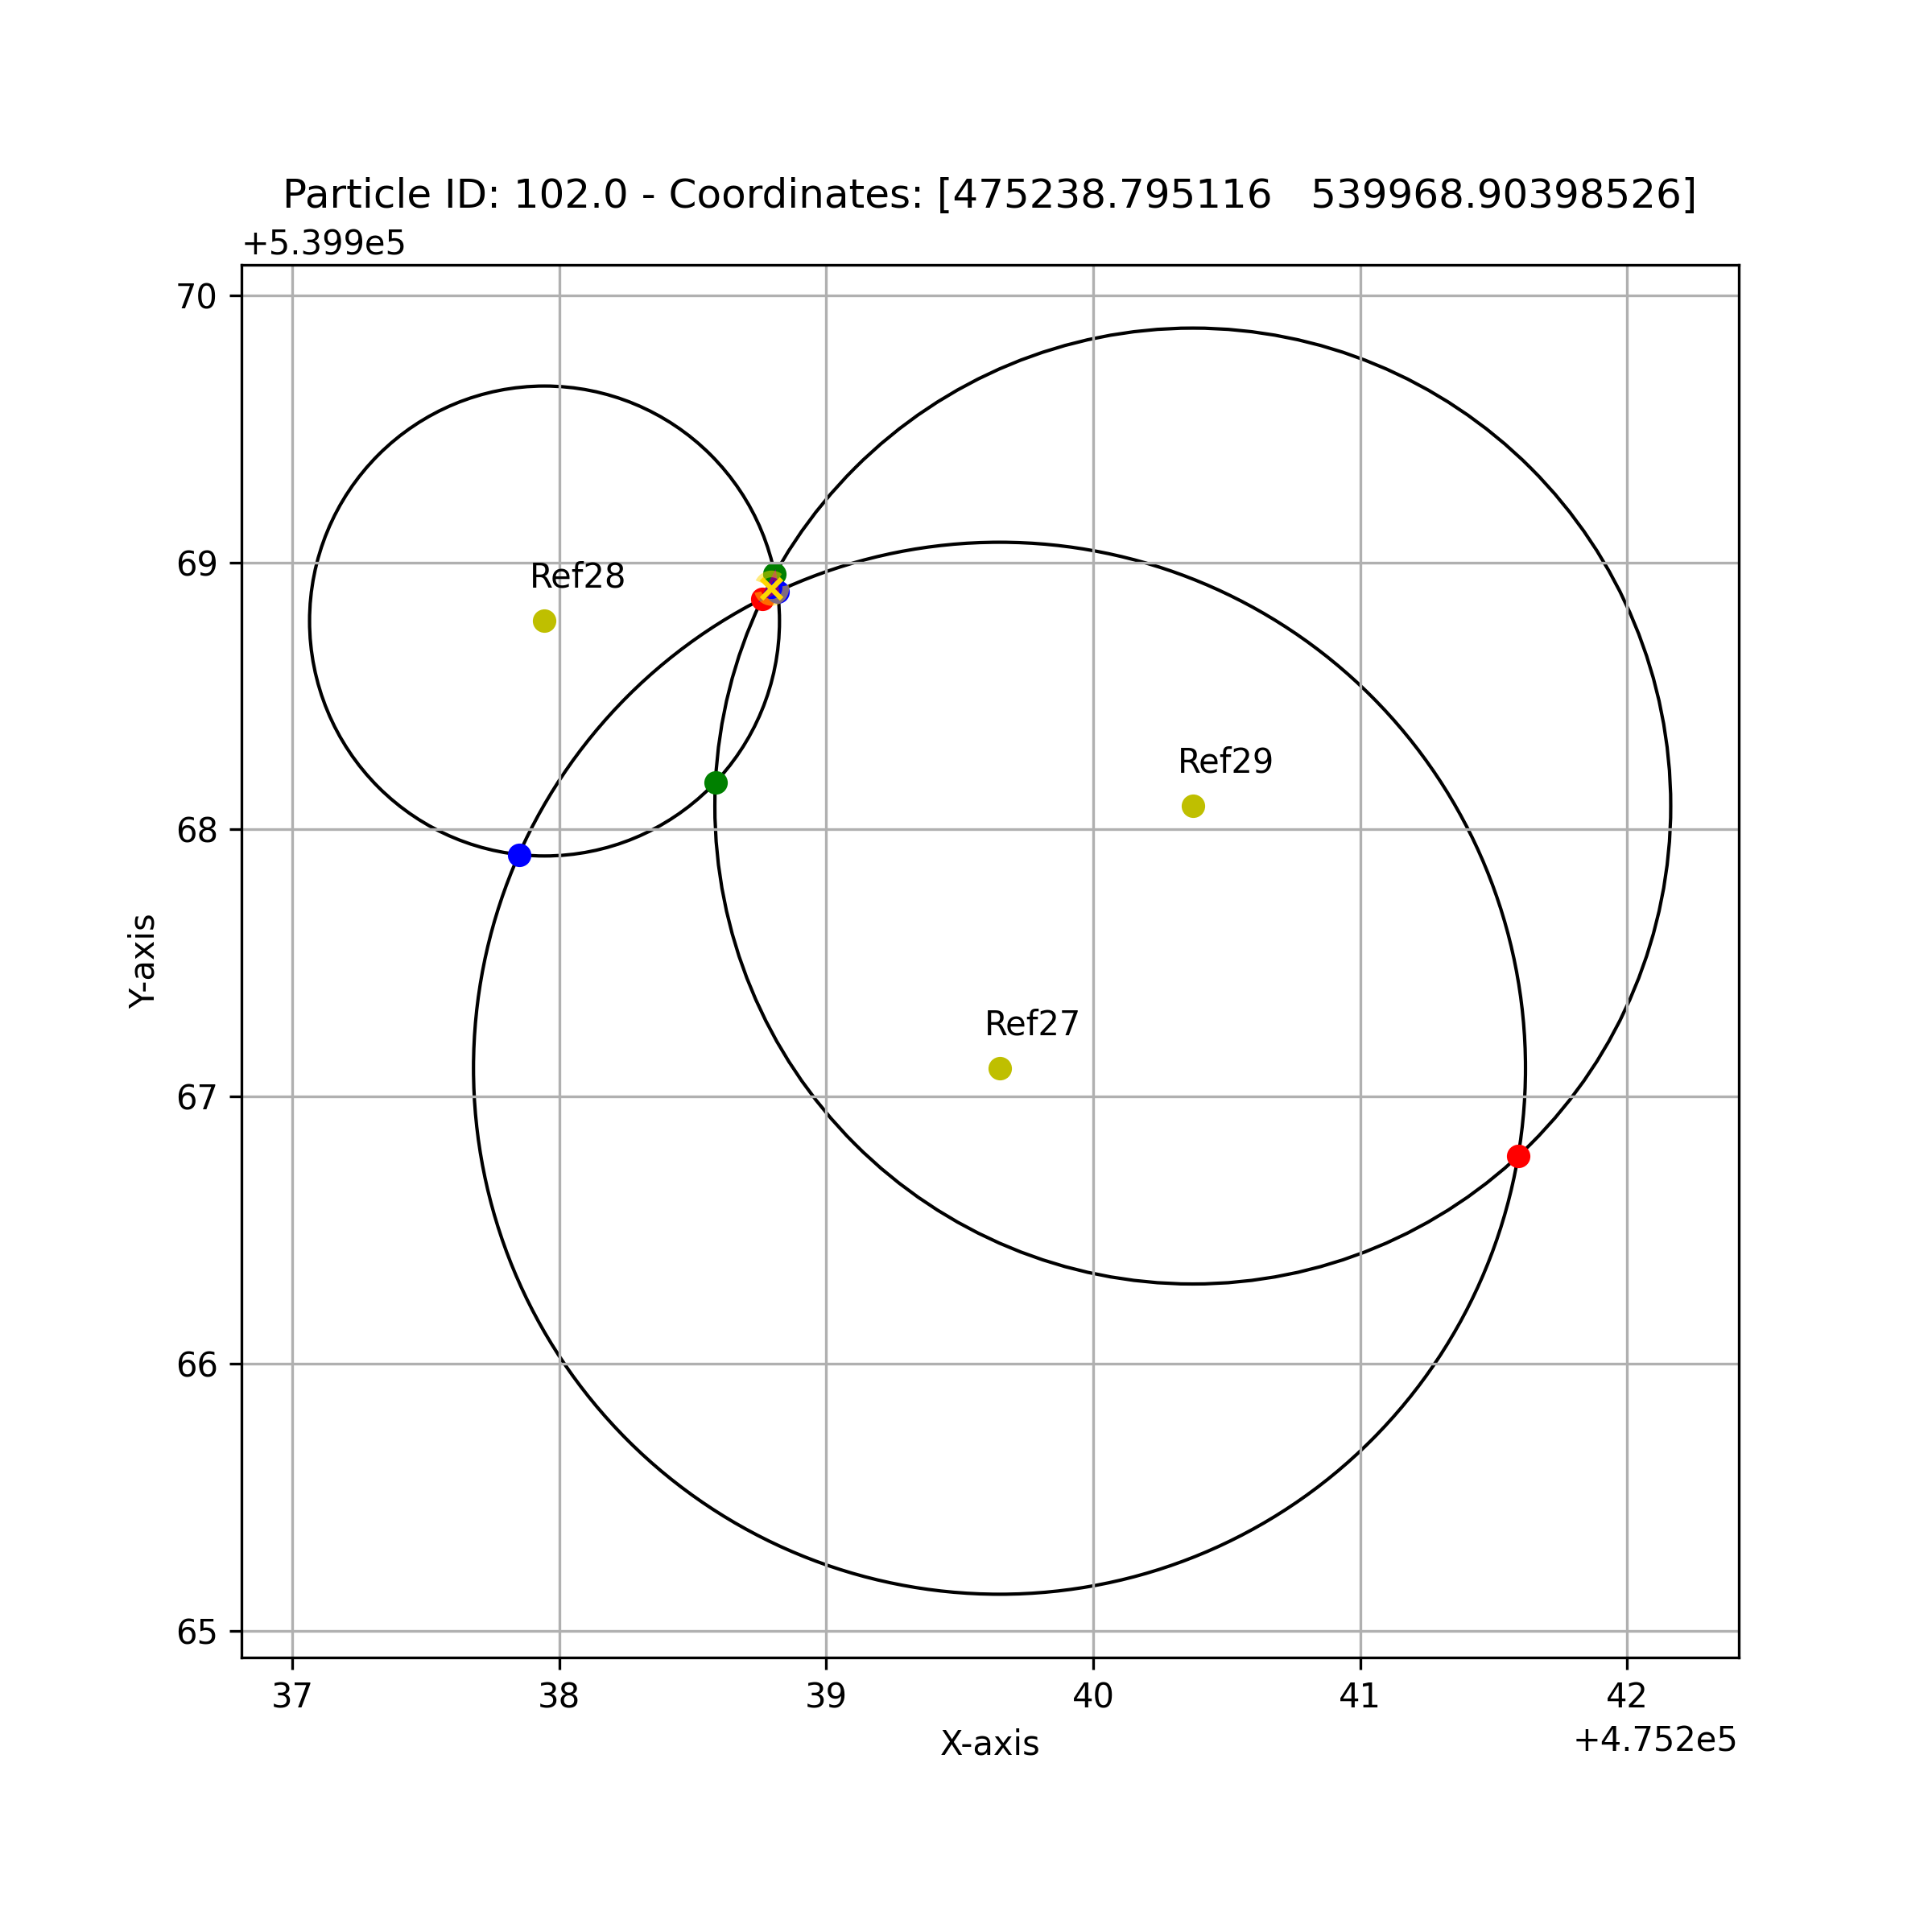 Particle ID: 102.0 - Coordinates: [475238.795116   539968.90398526]
+5.399e5
70
69
68
67
66
65
Y-axis
Ref28
Ref29
Ref27
37 38 39 40 41 42
X-axis
+4.752e5